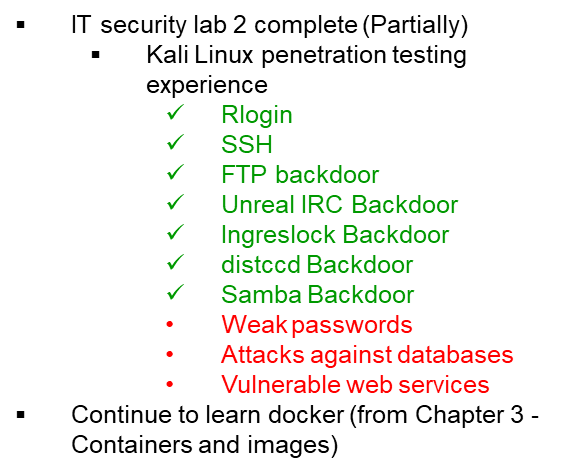 ▪ IT security lab 2 complete (Partially)
▪ Kali Linux penetration testing
experience
✓ Rlogin
✓ SSH
✓ FTP backdoor
✓ Unreal IRC Backdoor
✓ Ingreslock Backdoor
✓ distccd Backdoor
✓ Samba Backdoor
• Weak passwords
• Attacks against databases
• Vulnerable web services
▪ Continue to learn docker (from Chapter 3 -
Containers and images)